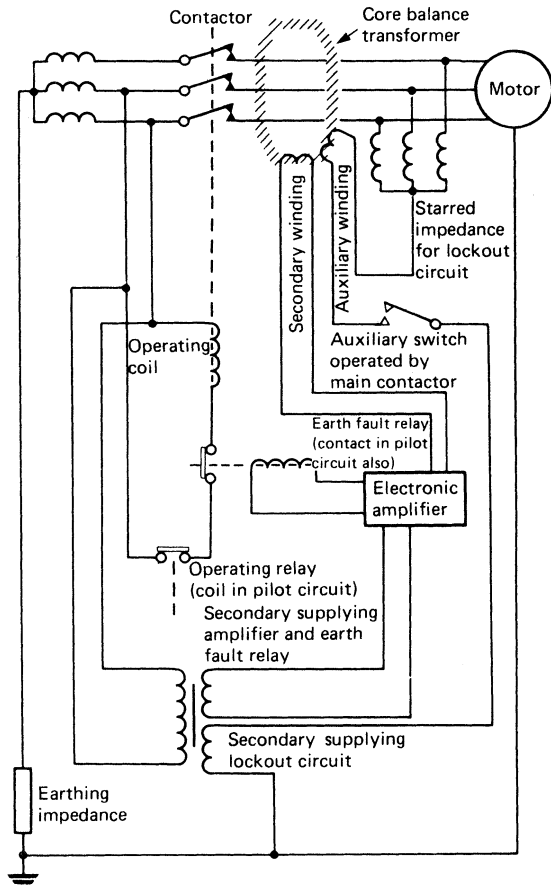 Contactor
Core balance
transformer
Motor
Secondary winding
Auxiliary winding
Starred
impedance
for lockout
circuit
Operating
coil
Auxiliary switch
operated by
main contactor
Earth fault relay
(contact in pilot
circuit also)
Electronic
amplifier
Operating relay
(coil in pilot circuit)
Secondary supplying
amplifier and earth
fault relay
Secondary supplying
lockout circuit
Earthing
impedance